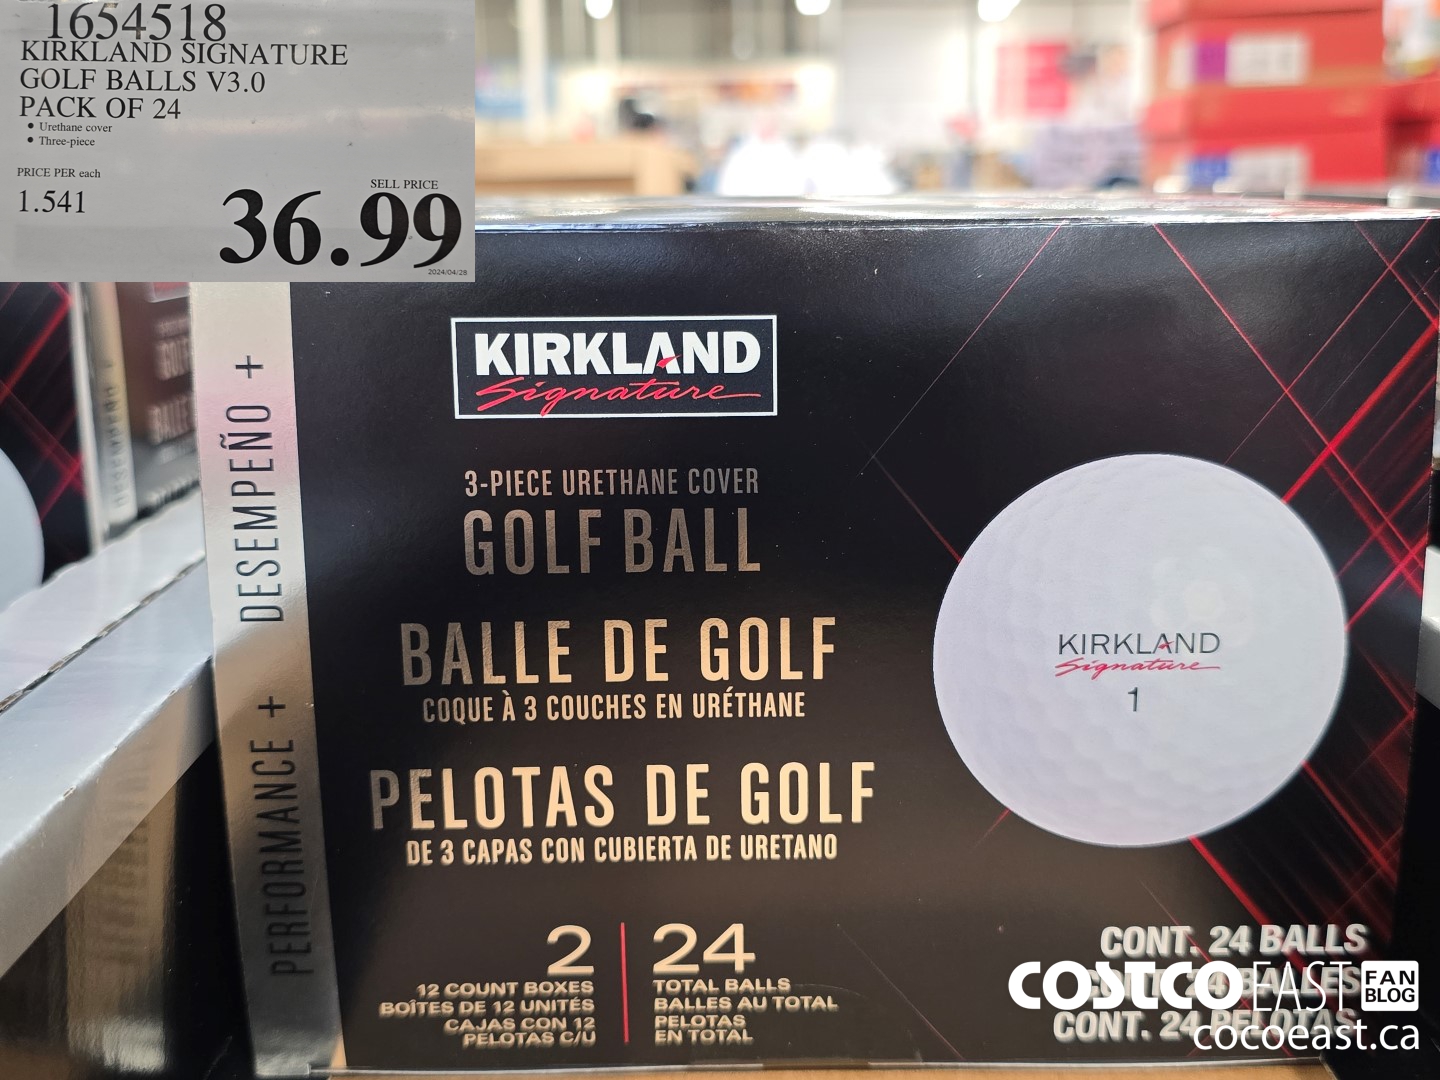 1654518
KIRKLAND SIGNATURE
GOLF BALLS V3.0
PACK OF 24
• Urethane cover
• Three-piece
PRICE PER each
1.541
SELL PRICE
36.99
2024/04/28
PERFORMANCE + DESEMPEÑO +
KIRKLAND
Signature
3-PIECE URETHANE COVER
GOLF BALL
BALLE DE GOLF
COQUE À 3 COUCHES EN URÉTHANE
PELOTAS DE GOLF
DE 3 CAPAS CON CUBIERTA DE URETANO
KIRKLAND
Signature
1
2
12 COUNT BOXES
BOÎTES DE 12 UNITÉS
CAJAS CON 12
PELOTAS C/U
24
TOTAL BALLS
BALLES AU TOTAL
PELOTAS
EN TOTAL
CONT. 24 BALLS
CONT. 24 BALLES
CONT. 24 PELOTAS
COSTCO EAST FAN
BLOG
cocoeast.ca